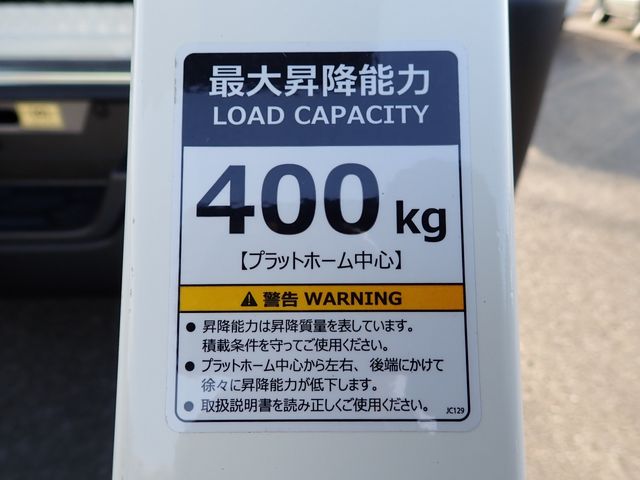 最大昇降能力
LOAD CAPACITY
400 kg
【プラットホーム中心】
⚠ 警告 WARNING
● 昇降能力は昇降質量を表しています。
積載条件を守ってご使用ください。
● プラットホーム中心から左右、後端にかけて
徐々に昇降能力が低下します。
● 取扱説明書を読み正しくご使用ください。
JC129